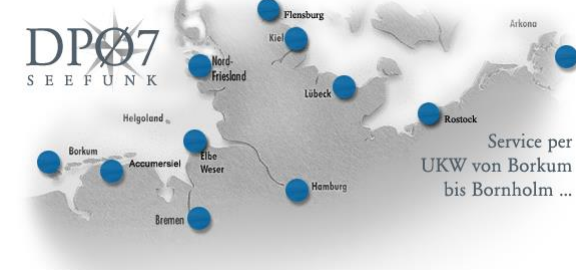 DPØ7
SEEFUNK
Flensburg
Kiel
Arkona
Nord-
Friesland
Lübeck
Rostock
Helgoland
Borkum
Accumersiel
Elbe
Weser
Hamburg
Bremen
Service per
UKW von Borkum
bis Bornholm ...